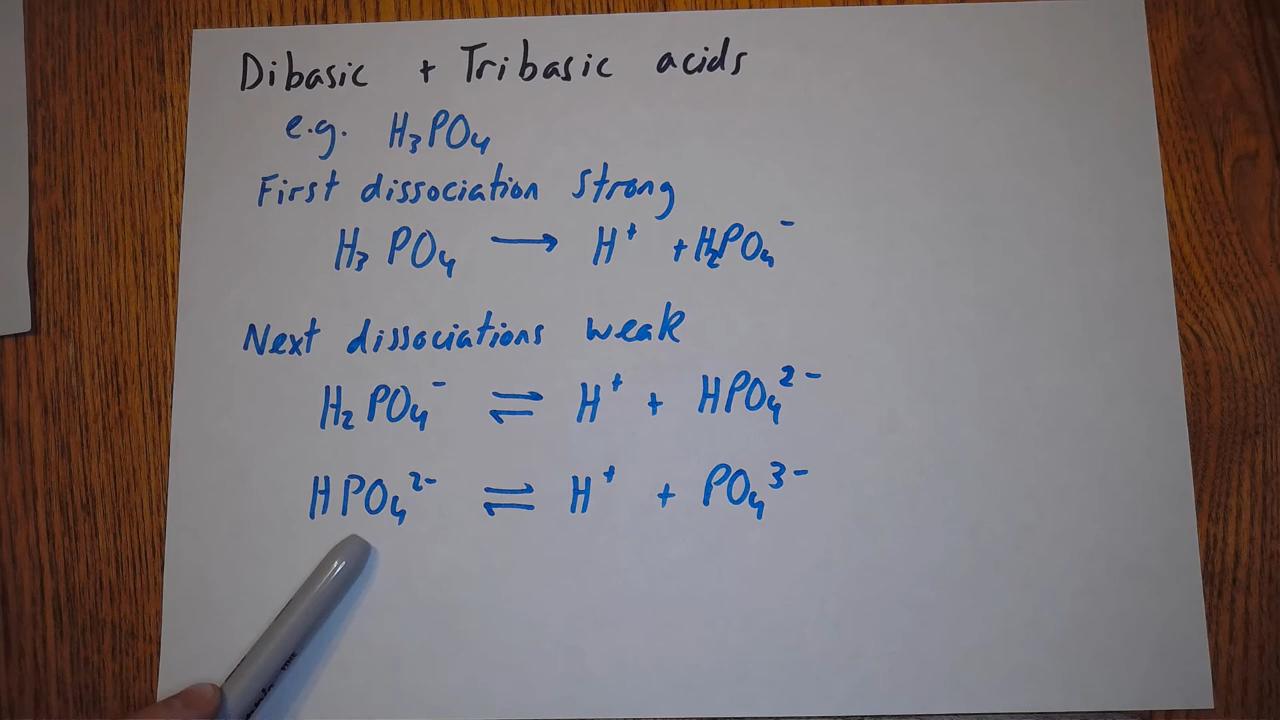 Dibasic + Tribasic acids
e.g. H₃PO₄
First dissociation strong
H₃PO₄ → H⁺ + H₂PO₄⁻
Next dissociations weak
H₂PO₄⁻ ⇌ H⁺ + HPO₄²⁻
HPO₄²⁻ ⇌ H⁺ + PO₄³⁻